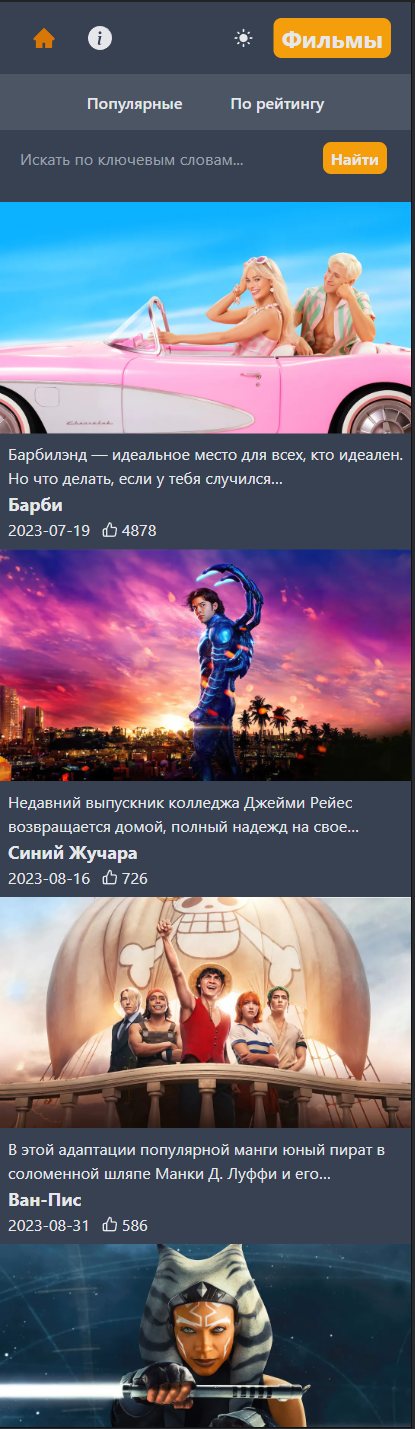 Фильмы
Популярные По рейтингу
Искать по ключевым словам... Найти
Chevrolet
Барбилэнд — идеальное место для всех, кто идеален.
Но что делать, если у тебя случился...
Барби
2023-07-19 4878
Недавний выпускник колледжа Джейми Рейес
возвращается домой, полный надежд на свое...
Синий Жучара
2023-08-16 726
В этой адаптации популярной манги юный пират в
соломенной шляпе Манки Д. Луффи и его...
Ван-Пис
2023-08-31 586